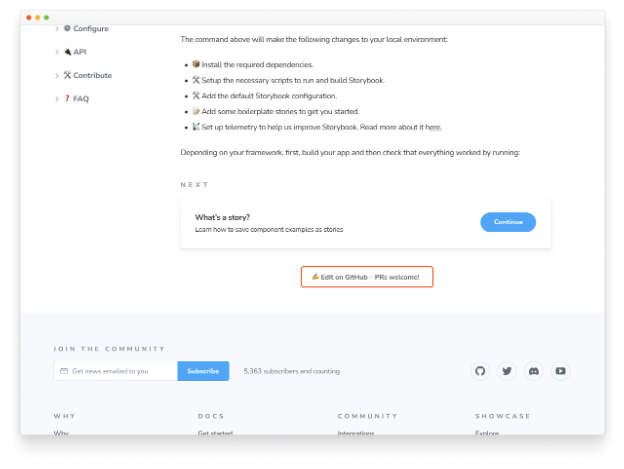 Configure
API
Contribute
FAQ
The command above will make the following changes to your local environment:
Install the required dependencies.
Setup the necessary scripts to run and build Storybook.
Add the default Storybook configuration.
Add some boilerplate stories to get you started.
Set up telemetry to help us improve Storybook. Read more about it here.
Depending on your framework, first, build your app and then check that everything worked by running:
NEXT
What's a story?
Learn how to save component examples as stories
Continue
Edit on GitHub – PRs welcome!
JOIN THE COMMUNITY
Get news emailed to you
Subscribe
5,363 subscribers and counting
WHY DOCS COMMUNITY SHOWCASE
Why Get started Integrations Explore